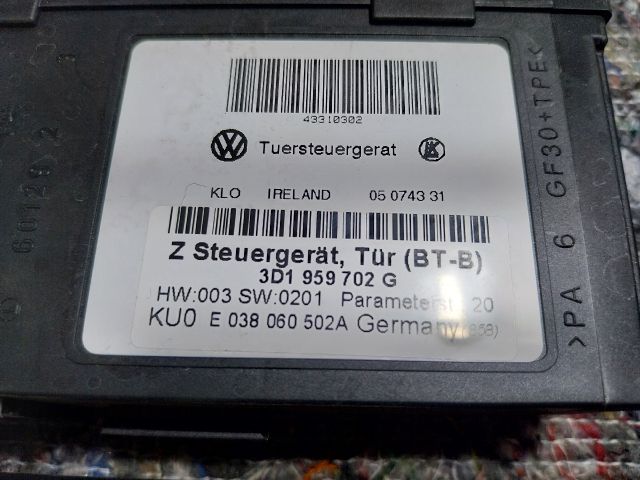 43310302
Tuersteuergerat
KLO IRELAND 05 0743 31
Z Steuergerät, Tür (BT-B)
3D1 959 702 G
HW:003 SW:0201 20
KU0 E 038 060 502A Germany
>PA 6 GF30+TPE<